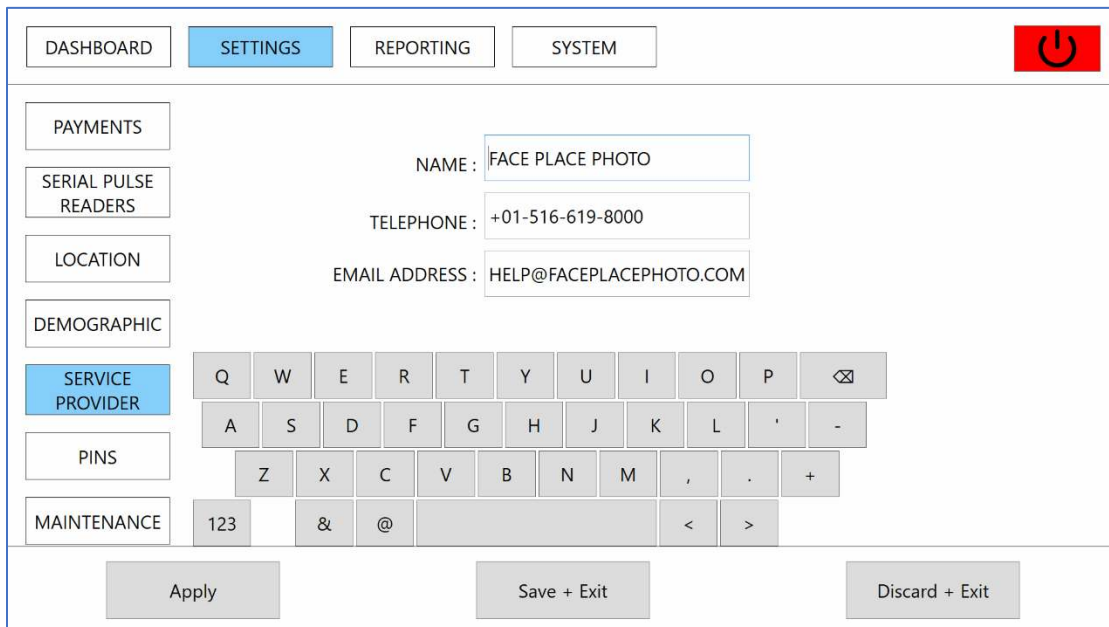 DASHBOARD SETTINGS REPORTING SYSTEM
PAYMENTS
SERIAL PULSE
READERS
LOCATION
DEMOGRAPHIC
SERVICE
PROVIDER
PINS
MAINTENANCE
NAME : FACE PLACE PHOTO
TELEPHONE : +01-516-619-8000
EMAIL ADDRESS : HELP@FACEPLACEPHOTO.COM
Q W E R T Y U I O P ⌫
A S D F G H J K L ' -
Z X C V B N M , . +
123 & @ < >
Apply Save + Exit Discard + Exit